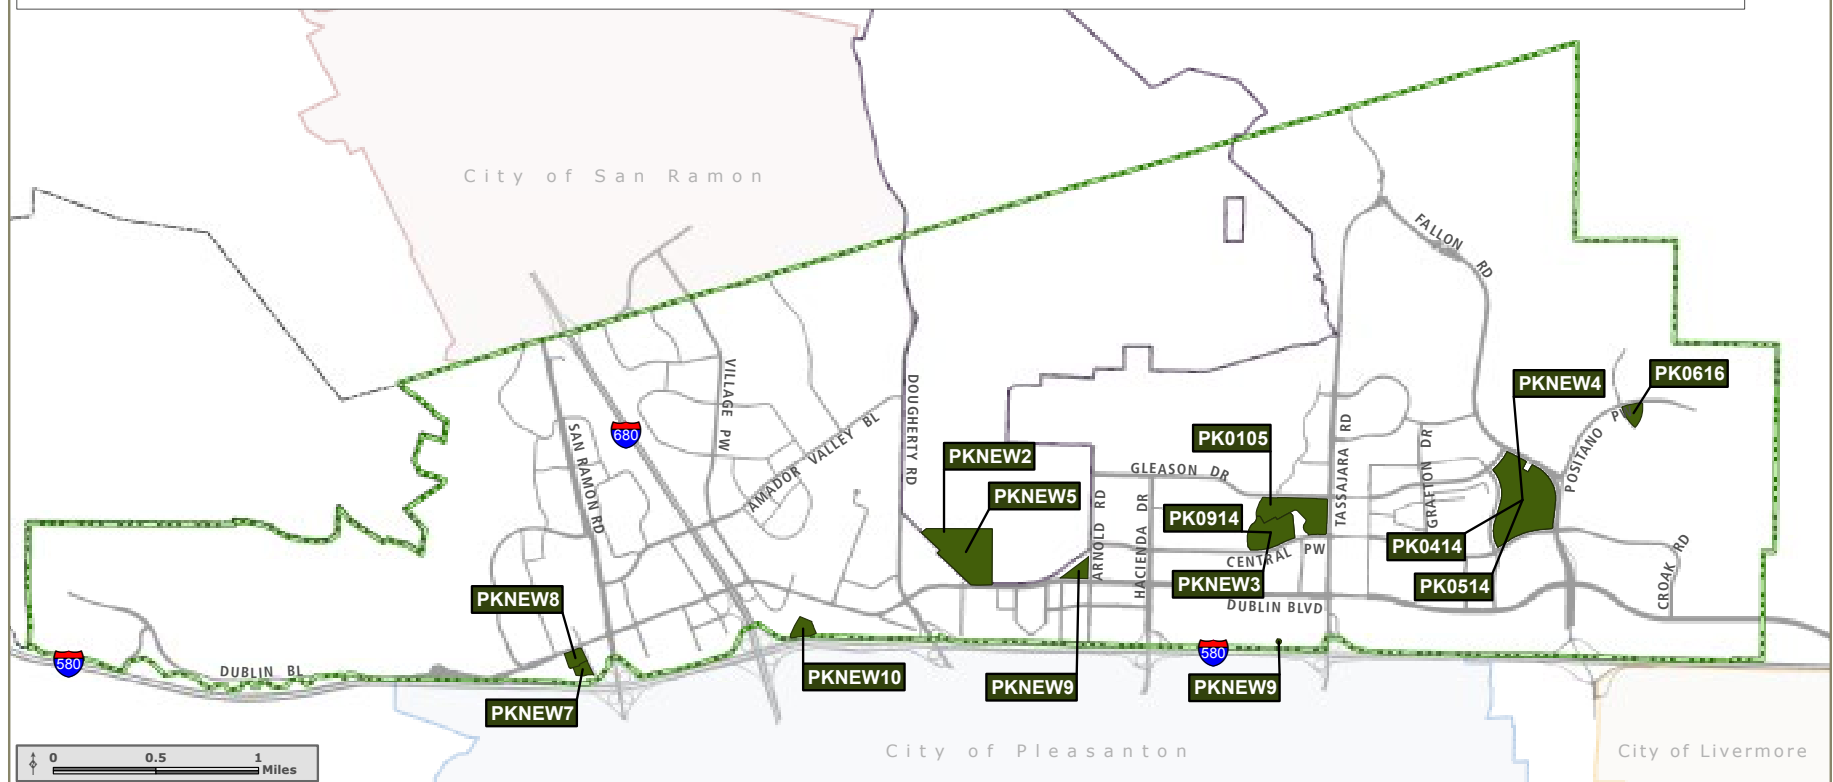 City of San Ramon
FALLON RD
VILLAGE PW
DOUGHERTY RD
680
SAN RAMON RD
AMADOR VALLEY BL
PKNEW4
PK0616
POSITANO
PK0105
PKNEW2
GLEASON DR
TASSAJARA RD
GRAFTON DR
PKNEW5
ARNOLD RD
HACIENDA DR
PK0914
CENTRAL PW
PK0414
PKNEW3
PK0514
CROAK RD
PKNEW8
DUBLIN BLVD
580
DUBLIN BL
580
PKNEW10
PKNEW9
PKNEW9
PKNEW7
City of Pleasanton
City of Livermore
0 0.5 1
Miles